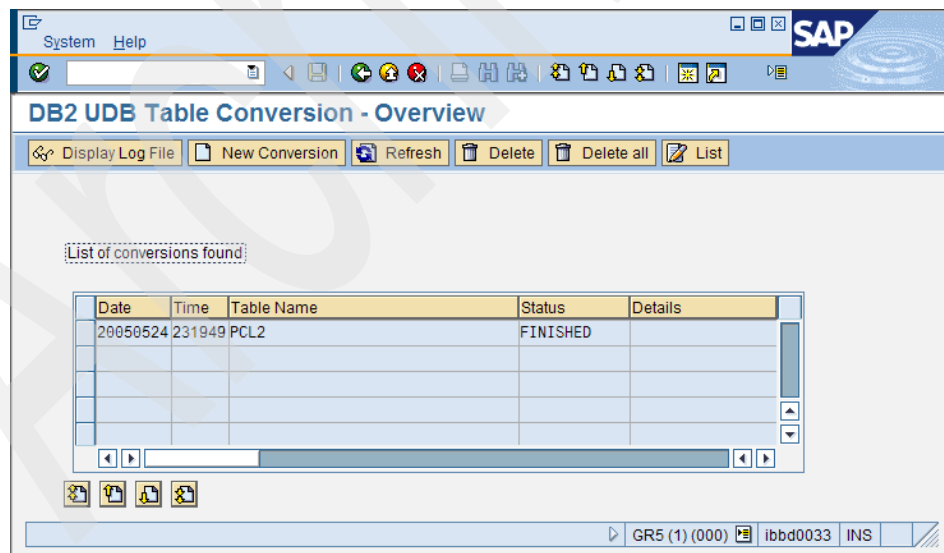 System Help
SAP
DB2 UDB Table Conversion - Overview
Display Log File New Conversion Refresh Delete Delete all List
List of conversions found
Date Time Table Name Status Details
20050524 231949 PCL2 FINISHED
GR5 (1) (000) ibbd0033 INS